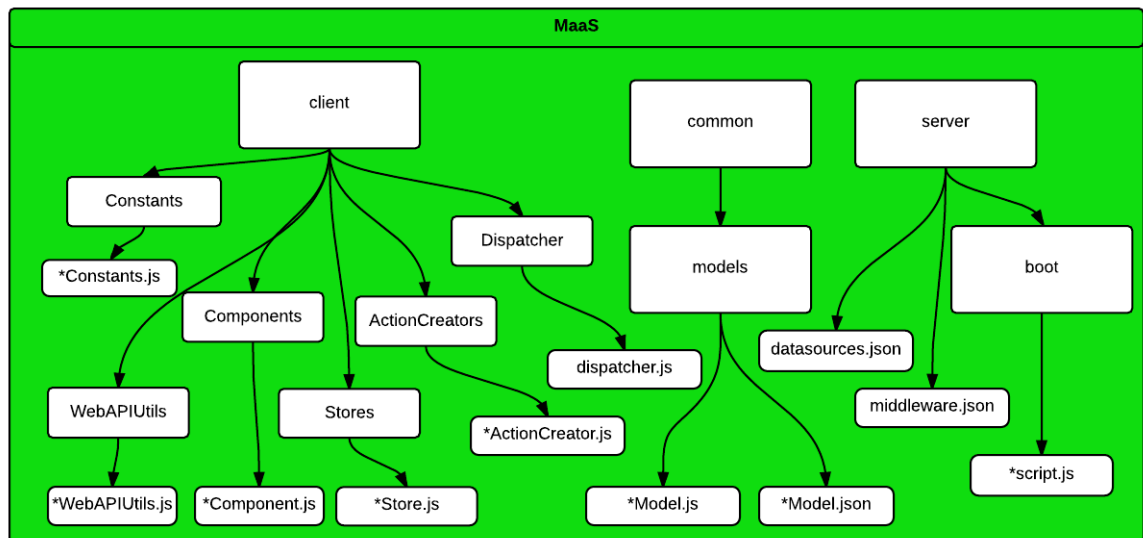 MaaS
client
common
server
Constants
Dispatcher
*Constants.js
models
boot
Components
ActionCreators
datasources.json
dispatcher.js
WebAPIUtils
Stores
middleware.json
*ActionCreator.js
*script.js
*WebAPIUtils.js
*Component.js
*Store.js
*Model.js
*Model.json